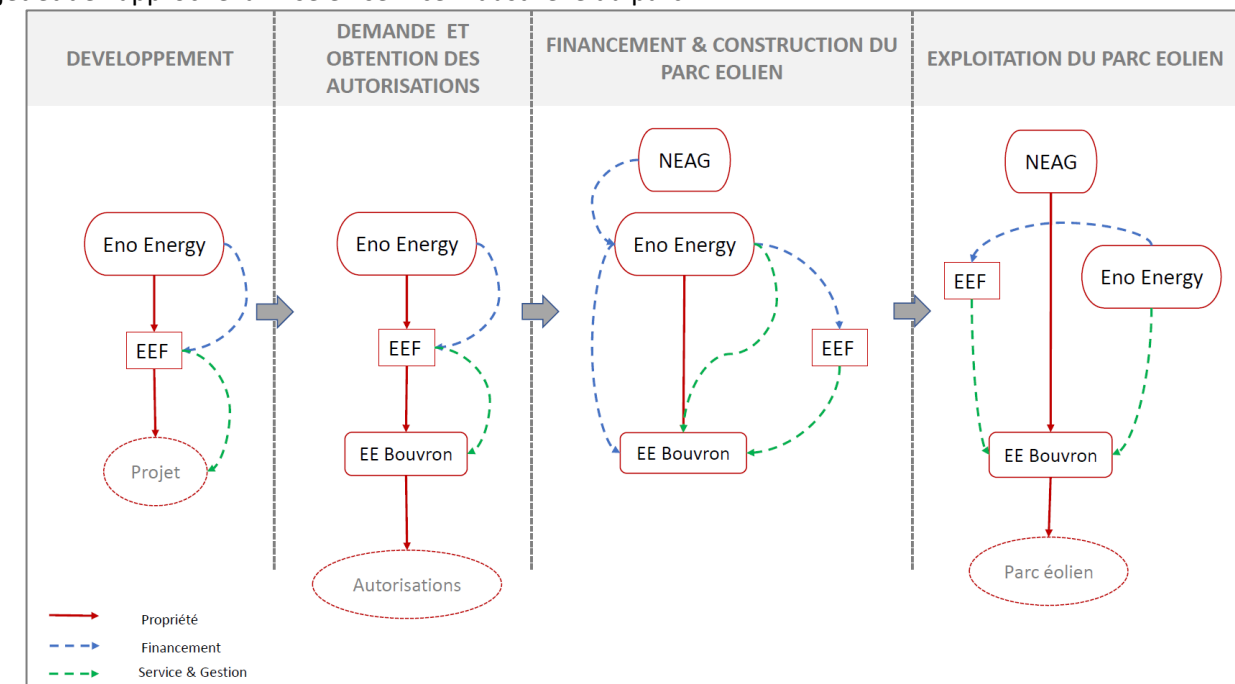 DEVELOPPEMENT
DEMANDE ET
OBTENTION DES
AUTORISATIONS
FINANCEMENT & CONSTRUCTION DU
PARC EOLIEN
EXPLOITATION DU PARC EOLIEN
Eno Energy
EEF
Projet
Eno Energy
EEF
EE Bouvron
Autorisations
NEAG
Eno Energy
EEF
EE Bouvron
NEAG
EEF
Eno Energy
EE Bouvron
Parc éolien
Propriété
Financement
Service & Gestion